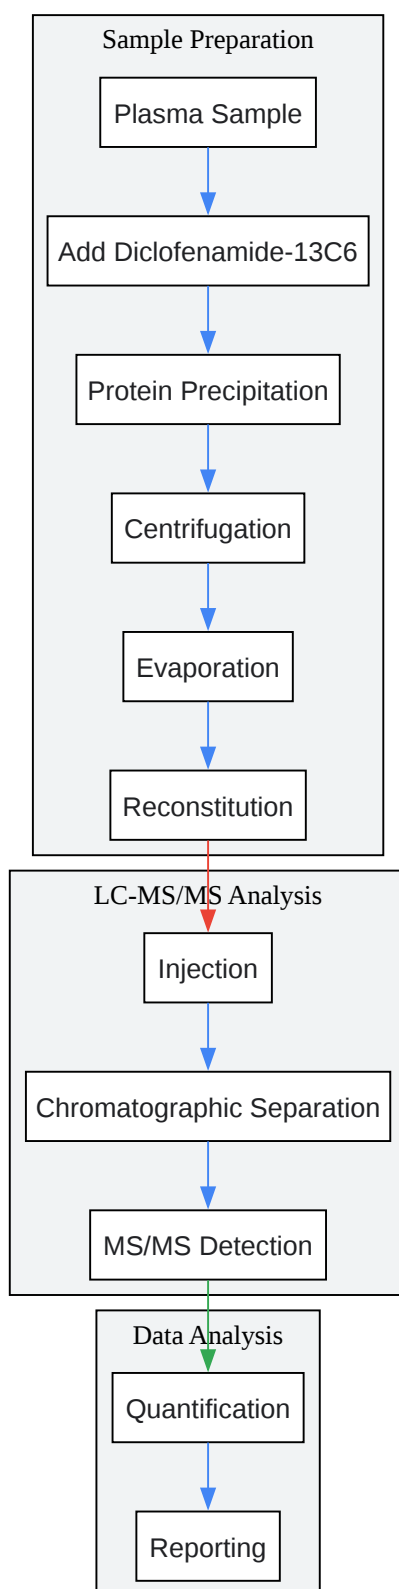 Sample Preparation
Plasma Sample
Add Diclofenamide-13C6
Protein Precipitation
Centrifugation
Evaporation
Reconstitution
LC-MS/MS Analysis
Injection
Chromatographic Separation
MS/MS Detection
Data Analysis
Quantification
Reporting